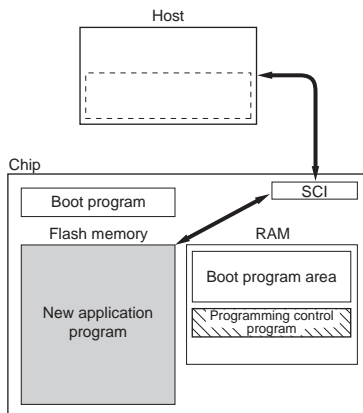 Host
Chip
SCI
Boot program
Flash memory
RAM
New application
program
Boot program area
Programming control
program